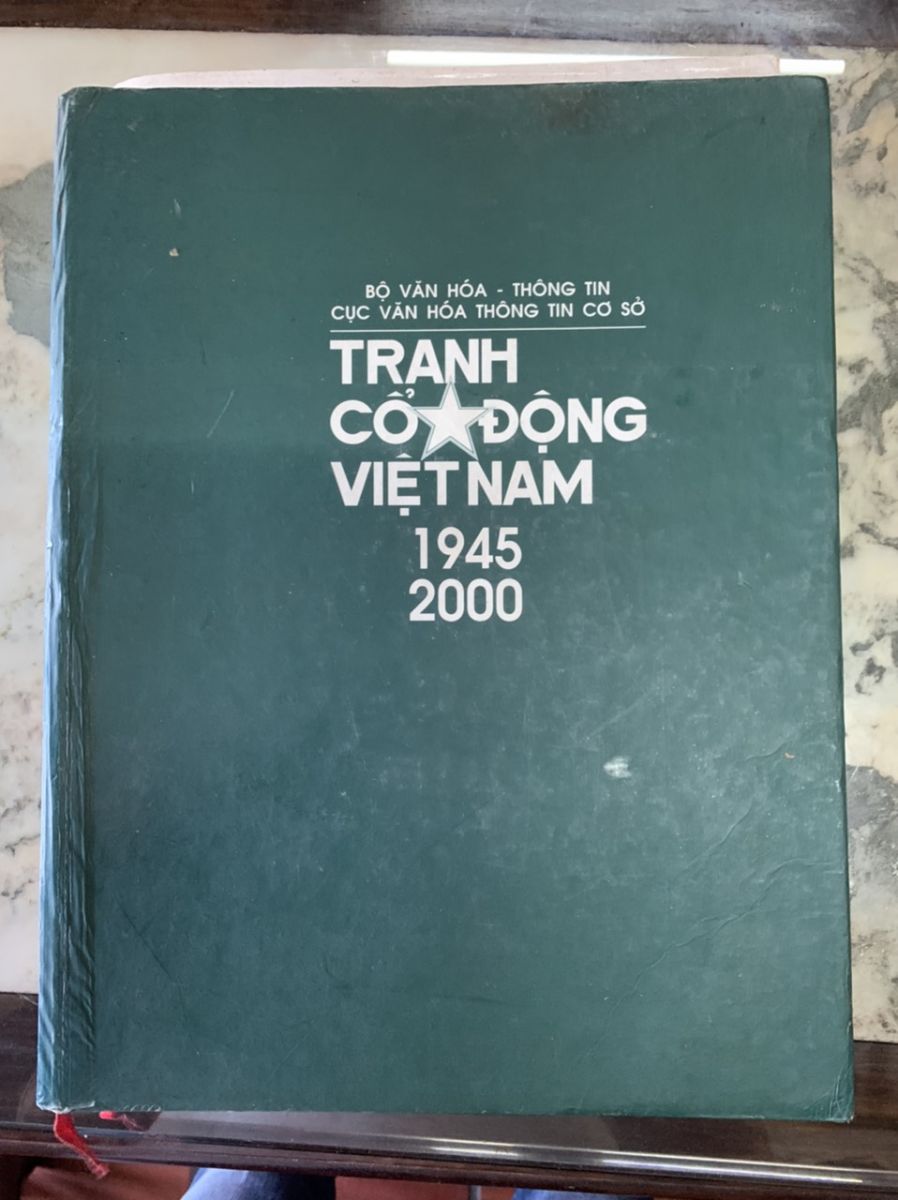 BỘ VĂN HÓA - THÔNG TIN
CỤC VĂN HÓA THÔNG TIN CƠ SỞ
TRANH
CỔ ĐỘNG
VIỆT NAM
1945
2000